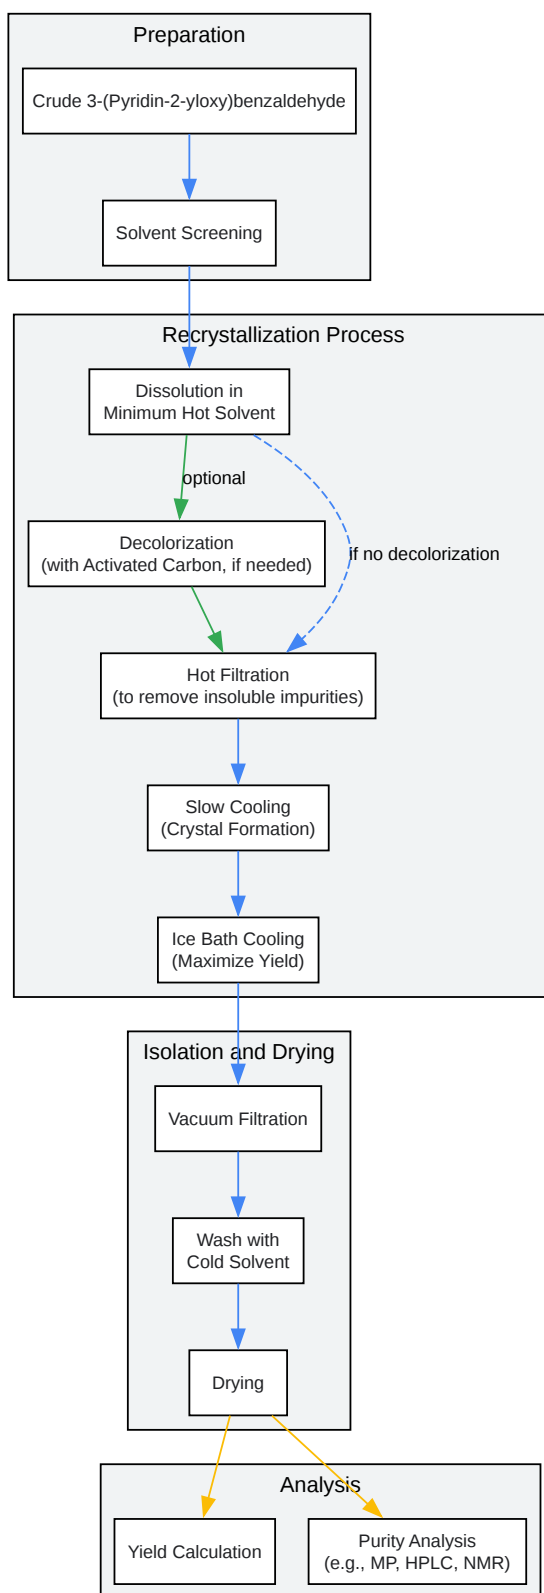 Preparation
Crude 3-(Pyridin-2-yloxy)benzaldehyde
Solvent Screening
Recrystallization Process
Dissolution in
Minimum Hot Solvent
optional
Decolorization
(with Activated Carbon, if needed)
if no decolorization
Hot Filtration
(to remove insoluble impurities)
Slow Cooling
(Crystal Formation)
Ice Bath Cooling
(Maximize Yield)
Isolation and Drying
Vacuum Filtration
Wash with
Cold Solvent
Drying
Analysis
Yield Calculation
Purity Analysis
(e.g., MP, HPLC, NMR)